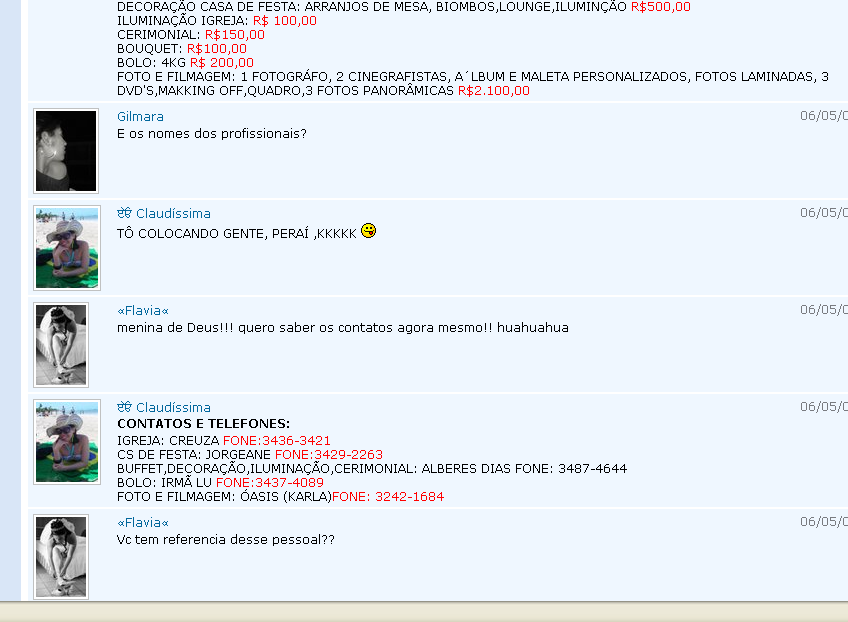 DECORAÇÃO CASA DE FESTA: ARRANJOS DE MESA, BIOMBOS,LOUNGE,ILUMINÇÃO R$500,00
ILUMINAÇÃO IGREJA: R$ 100,00
CERIMONIAL: R$150,00
BOUQUET: R$100,00
BOLO: 4KG R$ 200,00
FOTO E FILMAGEM: 1 FOTOGRÁFO, 2 CINEGRAFISTAS, A´LBUM E MALETA PERSONALIZADOS, FOTOS LAMINADAS, 3
DVD'S,MAKKING OFF,QUADRO,3 FOTOS PANORÂMICAS R$2.100,00
Gilmara 06/05/0
E os nomes dos profissionais?
Claudíssima 06/05/0
TÔ COLOCANDO GENTE, PERAÍ ,KKKKK
«Flavia« 06/05/0
menina de Deus!!! quero saber os contatos agora mesmo!! huahuahua
Claudíssima 06/05/0
CONTATOS E TELEFONES:
IGREJA: CREUZA FONE:3436-3421
CS DE FESTA: JORGEANE FONE:3429-2263
BUFFET,DECORAÇÃO,ILUMINAÇÃO,CERIMONIAL: ALBERES DIAS FONE: 3487-4644
BOLO: IRMÃ LU FONE:3437-4089
FOTO E FILMAGEM: ÓASIS (KARLA)FONE: 3242-1684
«Flavia« 06/05/0
Vc tem referencia desse pessoal??